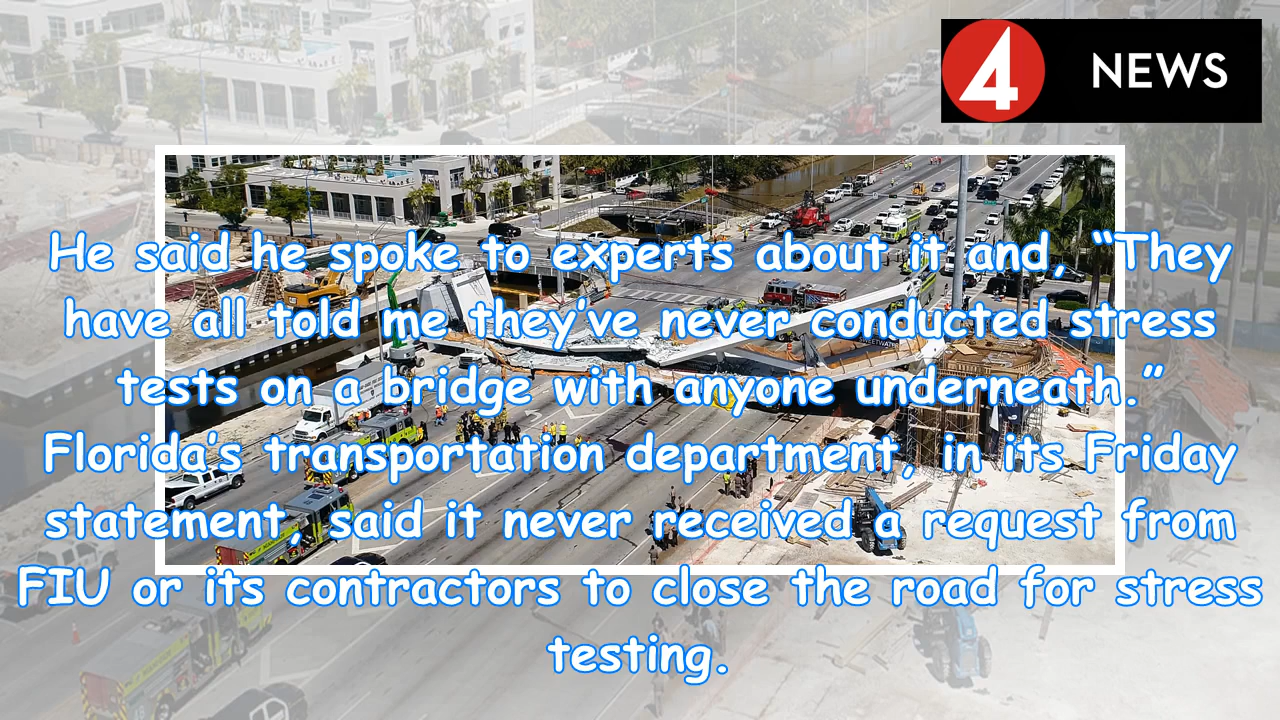 4 NEWS
He said he spoke to experts about it and, “They
have all told me they’ve never conducted stress
tests on a bridge with anyone underneath.”
Florida’s transportation department, in its Friday
statement, said it never received a request from
FIU or its contractors to close the road for stress
testing.